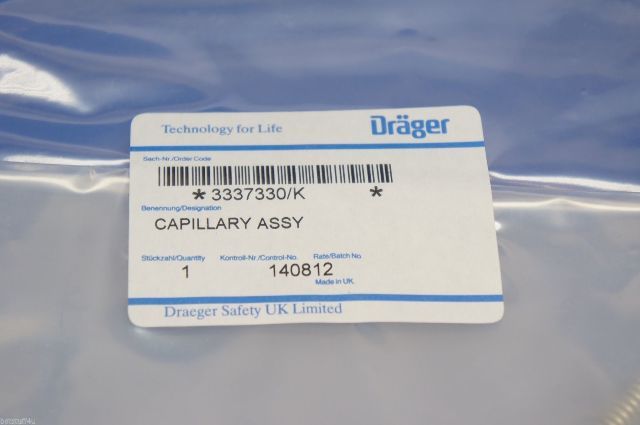 Technology for Life
Dräger
Sach-Nr./Order Code
* 3337330/K *
Benennung/Designation
CAPILLARY ASSY
Stückzahl/Quantity Kontroll-Nr./Control-No. Rate/Batch No
1 140812
Made in UK
Draeger Safety UK Limited
betstuff4u